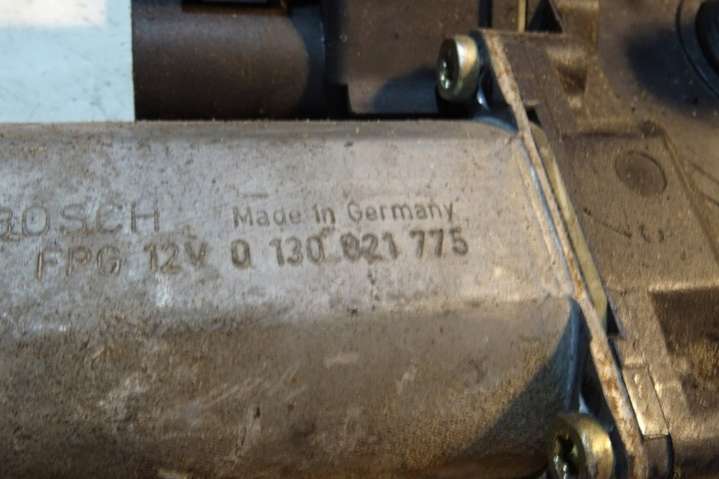 BOSCH Made in Germany
FPG 12V 0 130 821 775